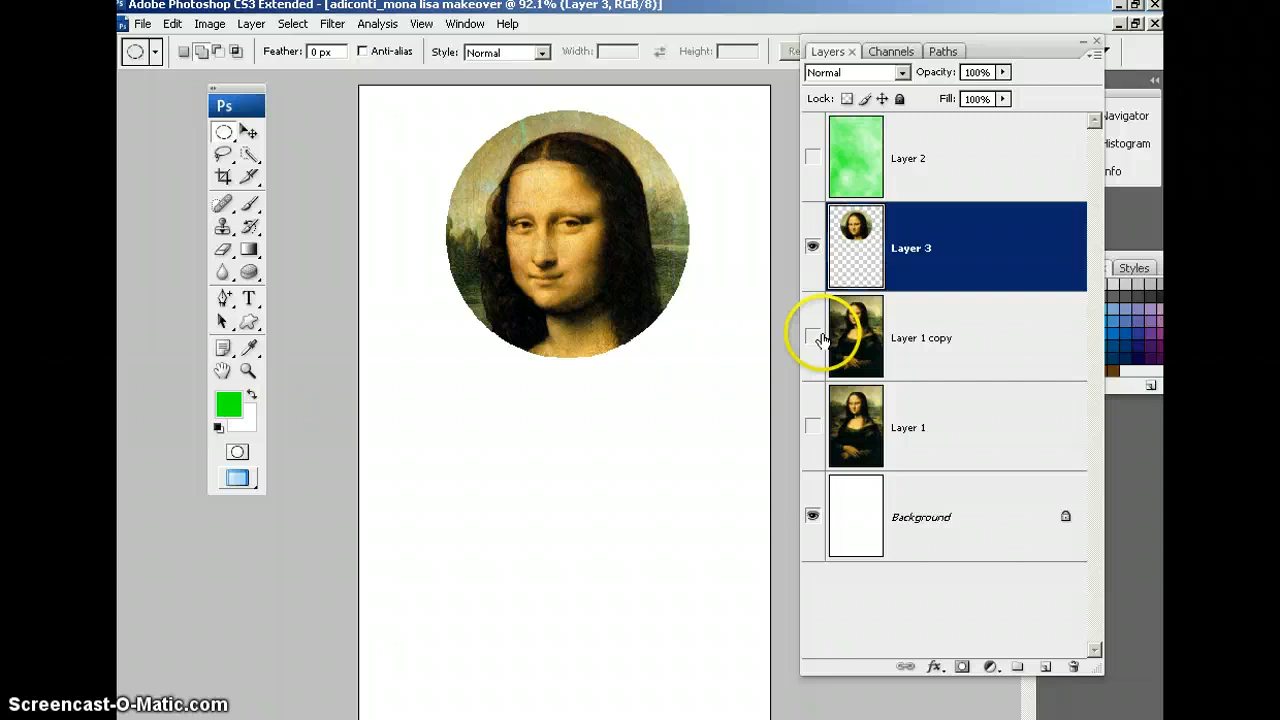 Adobe Photoshop CS3 Extended - [adiconti_mona lisa makeover @ 92.1% (Layer 3, RGB/8)]
File Edit Image Layer Select Filter Analysis View Window Help
Feather: 0 px Anti-alias Style: Normal Width: Height: Re
Layers × Channels Paths
Normal Opacity: 100%
Lock: Fill: 100%
Ps
Navigator
Histogram
Info
Layer 2
Layer 3
Styles
Layer 1 copy
Layer 1
Background
Screencast-O-Matic.com